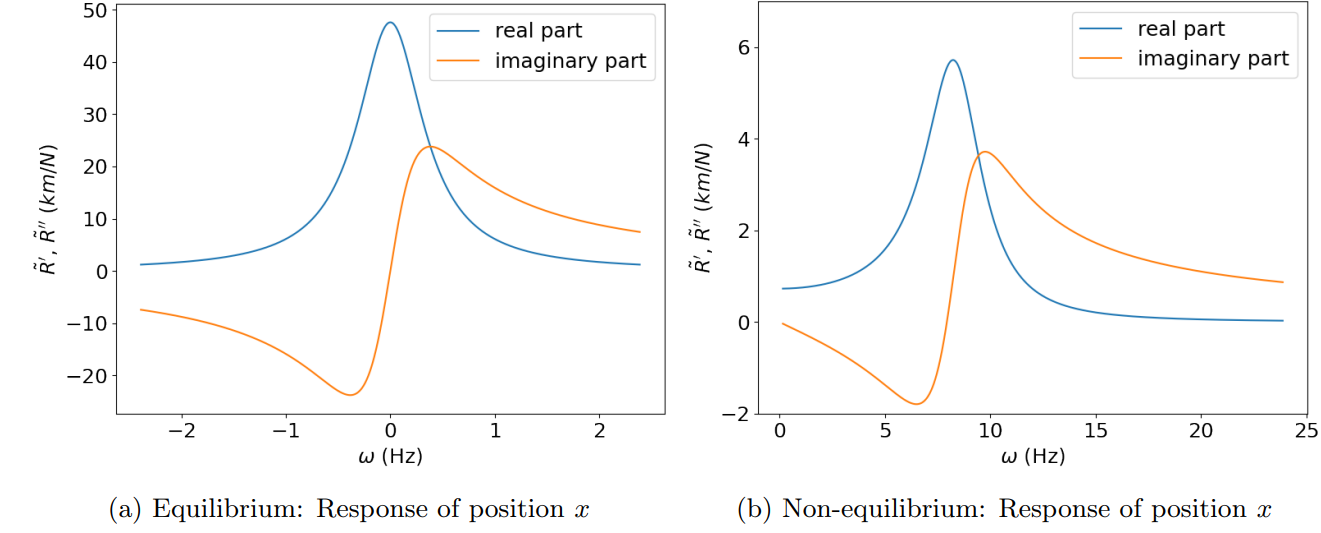 50
40
30
20
10
0
−10
−20
R̃′, R̃′′ (km/N)
real part
imaginary part
−2 −1 0 1 2
ω (Hz)
(a) Equilibrium: Response of position x
6
4
2
0
−2
R̃′, R̃′′ (km/N)
real part
imaginary part
0 5 10 15 20 25
ω (Hz)
(b) Non-equilibrium: Response of position x